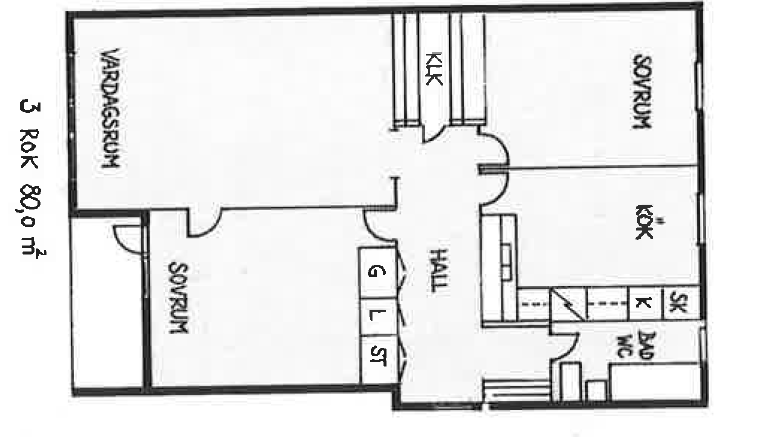 3 RoK 80,0 m²
VARDAGSRUM
KLK
SOVRUM
KÖK
HALL
SOVRUM
G
L
ST
K
SK
BAD
WC